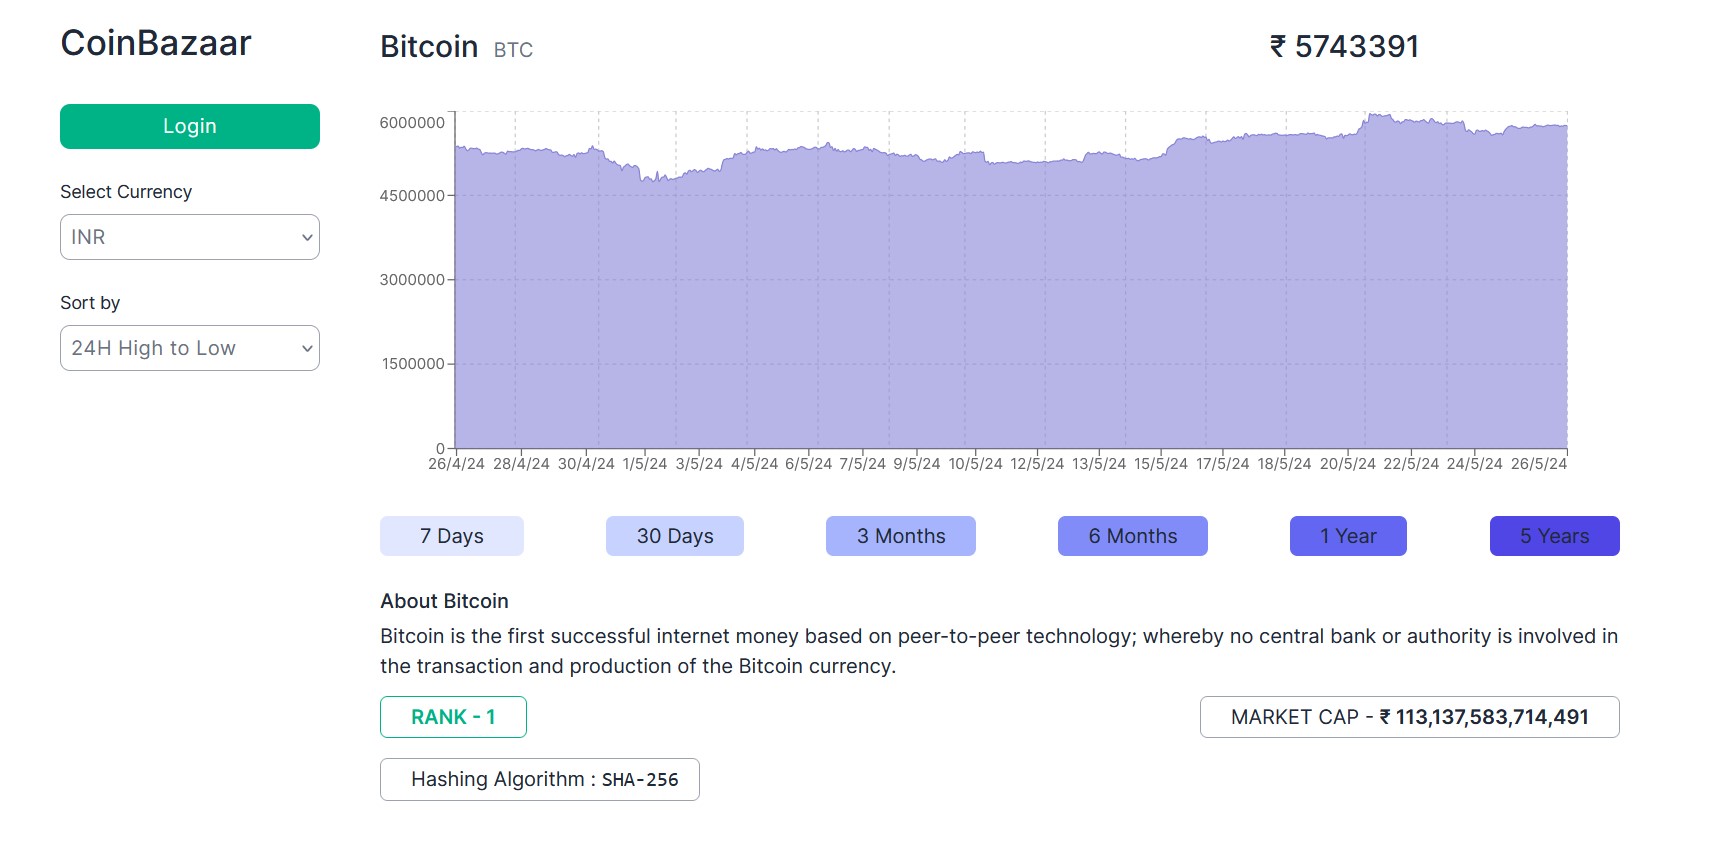 CoinBazaar
Login
Select Currency
INR
Sort by
24H High to Low
Bitcoin BTC
₹ 5743391
6000000
4500000
3000000
1500000
0
26/4/24 28/4/24 30/4/24 1/5/24 3/5/24 4/5/24 6/5/24 7/5/24 9/5/24 10/5/24 12/5/24 13/5/24 15/5/24 17/5/24 18/5/24 20/5/24 22/5/24 24/5/24 26/5/24
7 Days 30 Days 3 Months 6 Months 1 Year 5 Years
About Bitcoin
Bitcoin is the first successful internet money based on peer-to-peer technology; whereby no central bank or authority is involved in
the transaction and production of the Bitcoin currency.
RANK - 1
MARKET CAP - ₹ 113,137,583,714,491
Hashing Algorithm : SHA-256